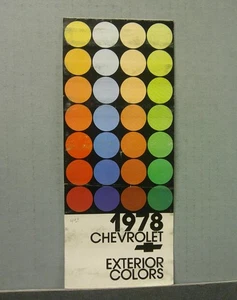 1978
CHEVROLET
EXTERIOR
COLORS